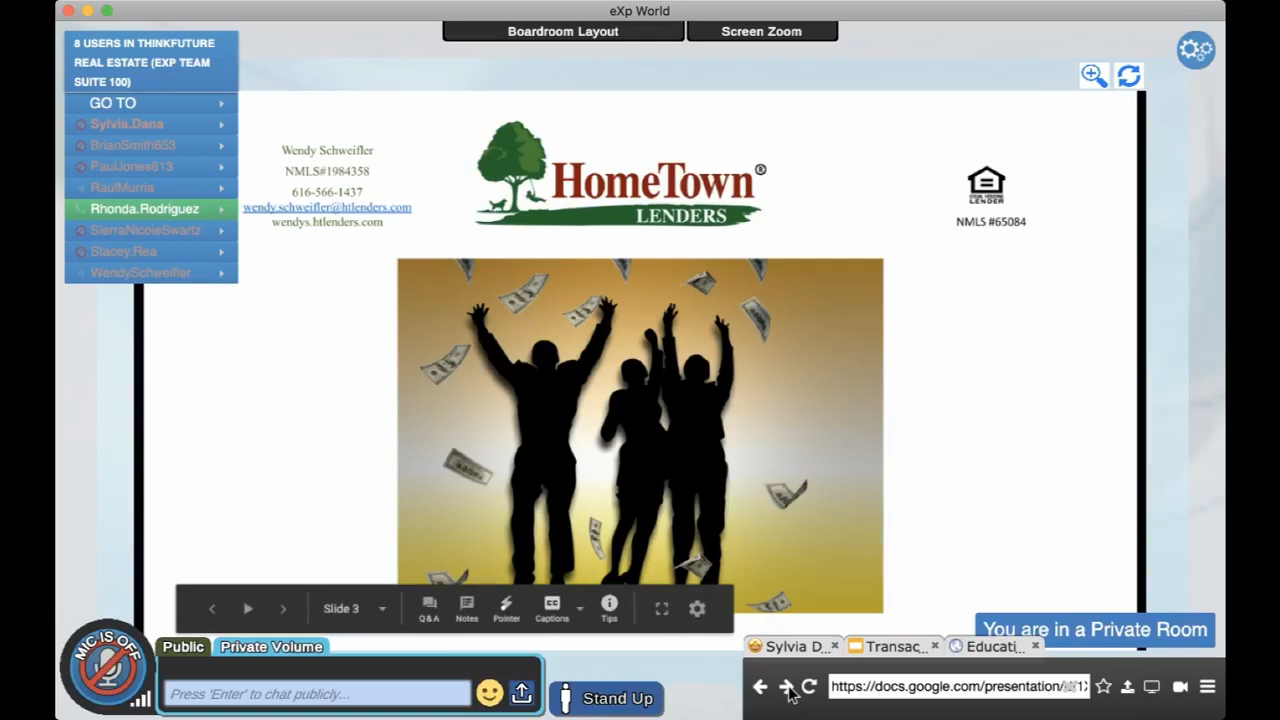 eXp World
Boardroom Layout
Screen Zoom
8 USERS IN THINKFUTURE
REAL ESTATE (EXP TEAM
SUITE 100)
GO TO
Sylvia.Dana
BrianSmith653
PaulJones613
RaulMurria
Rhonda.Rodriguez
SierraNicoleSwartz
Stacey.Rea
WendySchweifler
Wendy Schweifler
NMLS#1984358
616-566-1437
wendy.schweifler@htlenders.com
wendys.htlenders.com
HomeTown®
LENDERS
EQUAL HOUSING
LENDER
NMLS #65084
Slide 3
Q&A
Notes
Pointer
CC
Captions
Tips
You are in a Private Room
MIC IS OFF
Public
Private Volume
Press 'Enter' to chat publicly...
Stand Up
Sylvia D...
Transac...
Educati...
https://docs.google.com/presentation/